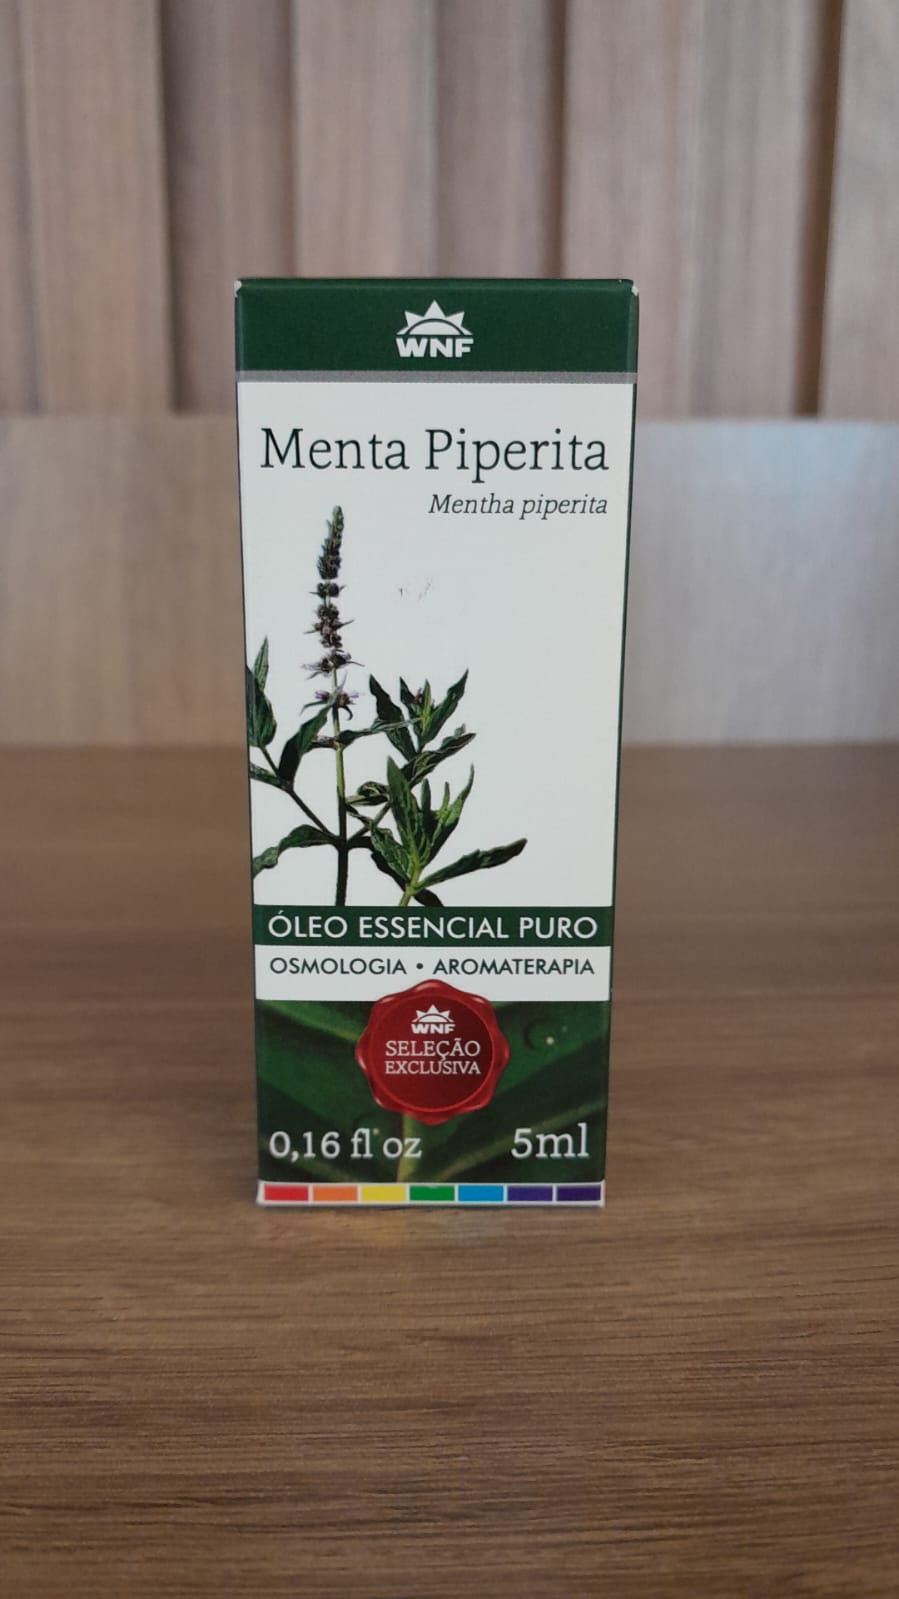 WNF
Menta Piperita
Mentha piperita
ÓLEO ESSENCIAL PURO
OSMOLOGIA • AROMATERAPIA
WNF
SELEÇÃO
EXCLUSIVA
0,16 fl oz 5ml